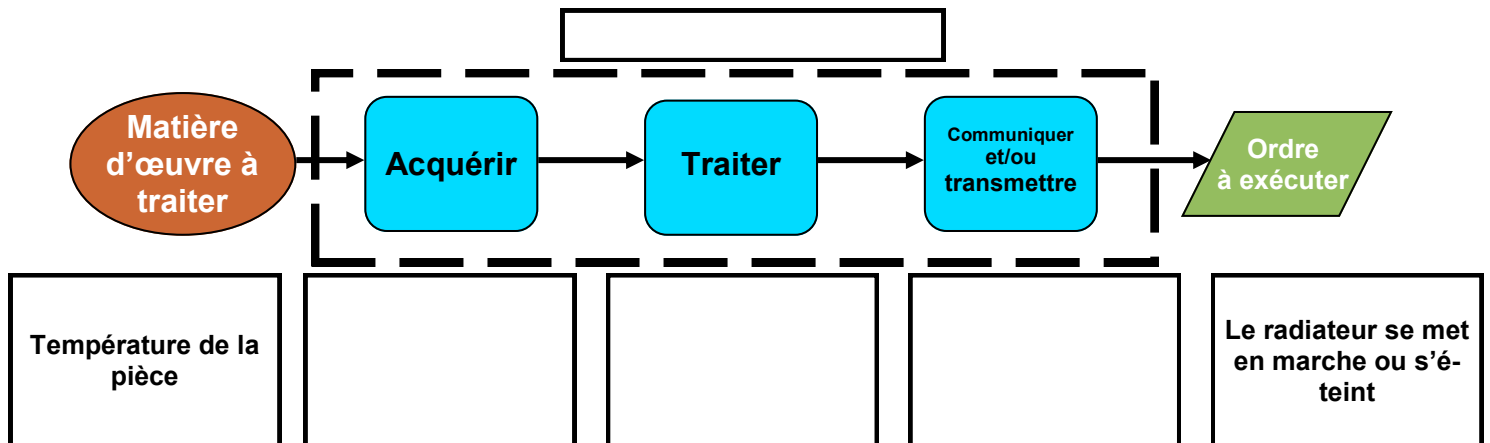 Matière
d’œuvre à
traiter
Acquérir
Traiter
Communiquer
et/ou
transmettre
Ordre
à exécuter
Température de la
pièce
Le radiateur se met
en marche ou s’é-
teint